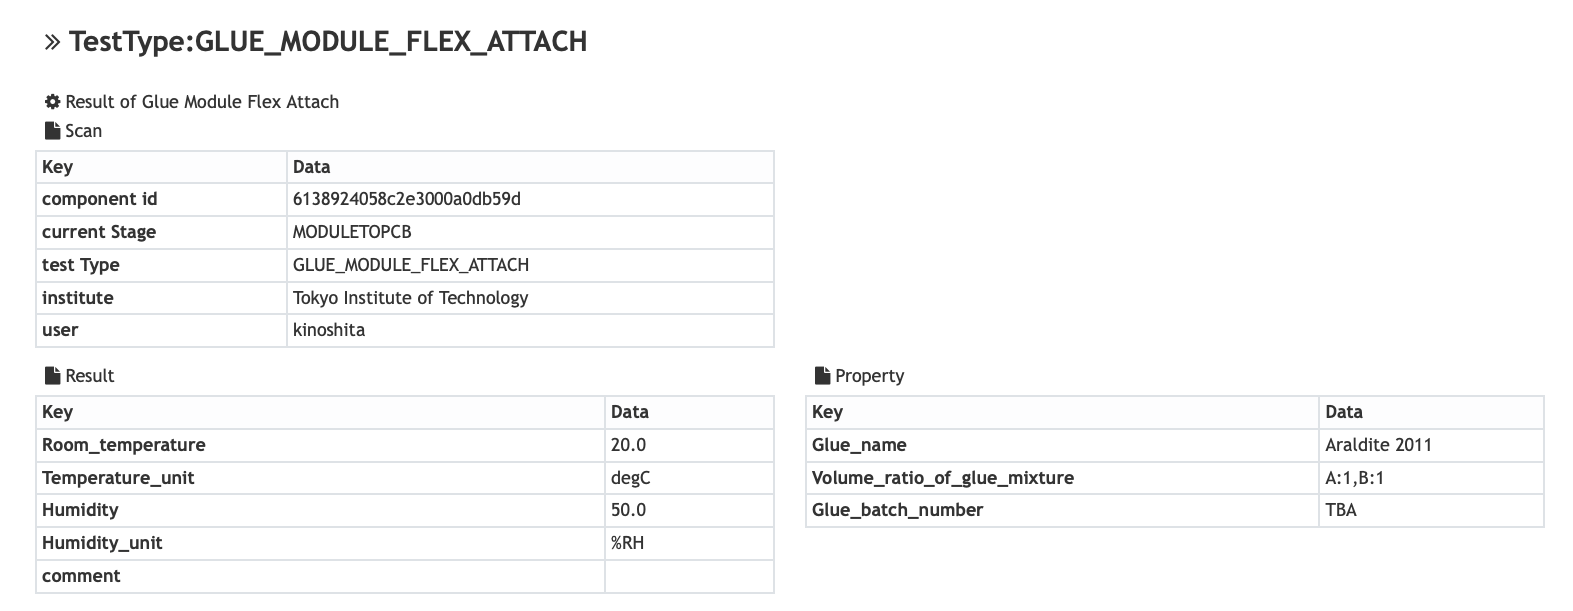 » TestType:GLUE_MODULE_FLEX_ATTACH
Result of Glue Module Flex Attach
Scan
Key Data
component id 6138924058c2e3000a0db59d
current Stage MODULETOPCB
test Type GLUE_MODULE_FLEX_ATTACH
institute Tokyo Institute of Technology
user kinoshita
Result
Key Data
Room_temperature 20.0
Temperature_unit degC
Humidity 50.0
Humidity_unit %RH
comment
Property
Key Data
Glue_name Araldite 2011
Volume_ratio_of_glue_mixture A:1,B:1
Glue_batch_number TBA